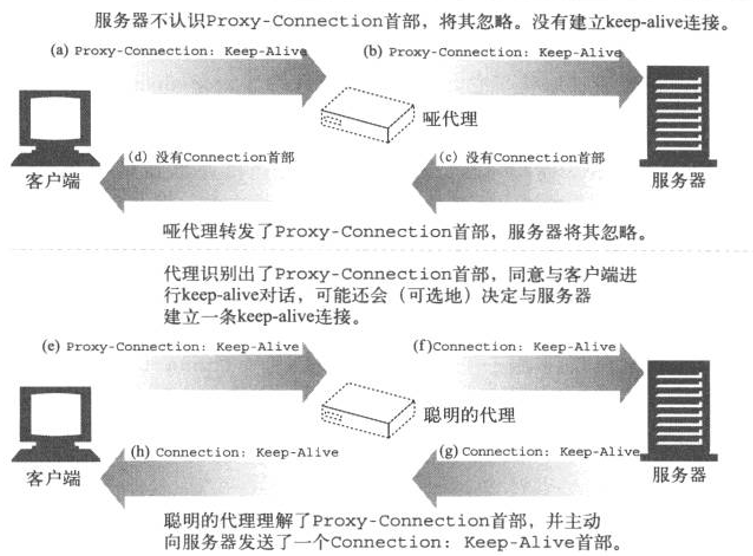 服务器不认识Proxy-Connection首部，将其忽略。没有建立keep-alive连接。
(a) Proxy-Connection: Keep-Alive
(b) Proxy-Connection: Keep-Alive
哑代理
(d) 没有Connection首部
(c) 没有Connection首部
客户端
服务器
哑代理转发了Proxy-Connection首部，服务器将其忽略。
代理识别出了Proxy-Connection首部，同意与客户端进
行keep-alive对话，可能还会（可选地）决定与服务器
建立一条keep-alive连接。
(e) Proxy-Connection: Keep-Alive
(f)Connection: Keep-Alive
聪明的代理
(h) Connection: Keep-Alive
(g) Connection: Keep-Alive
客户端
服务器
聪明的代理理解了Proxy-Connection首部，并主动
向服务器发送了一个Connection: Keep-Alive首部。